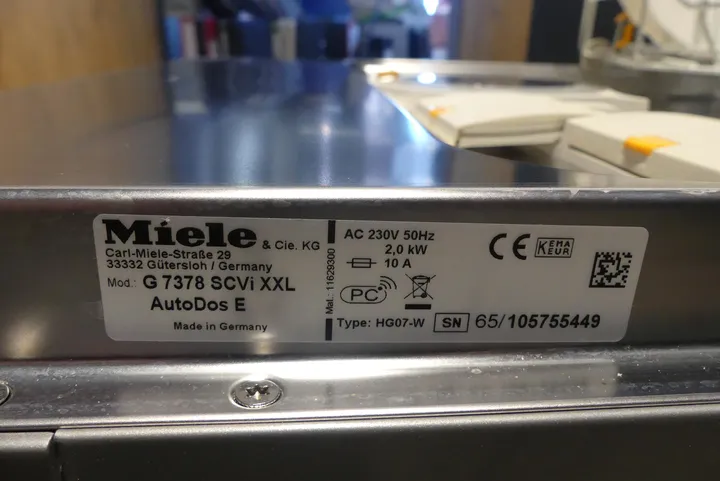 Miele & Cie. KG
Carl-Miele-Straße 29
33332 Gütersloh / Germany
Mod.: G 7378 SCVi XXL
AutoDos E
Made in Germany
Mat.: 11629300
AC 230V 50Hz
2,0 kW
10 A
PC
Type: HG07-W SN 65/105755449
CE KEMA KEUR